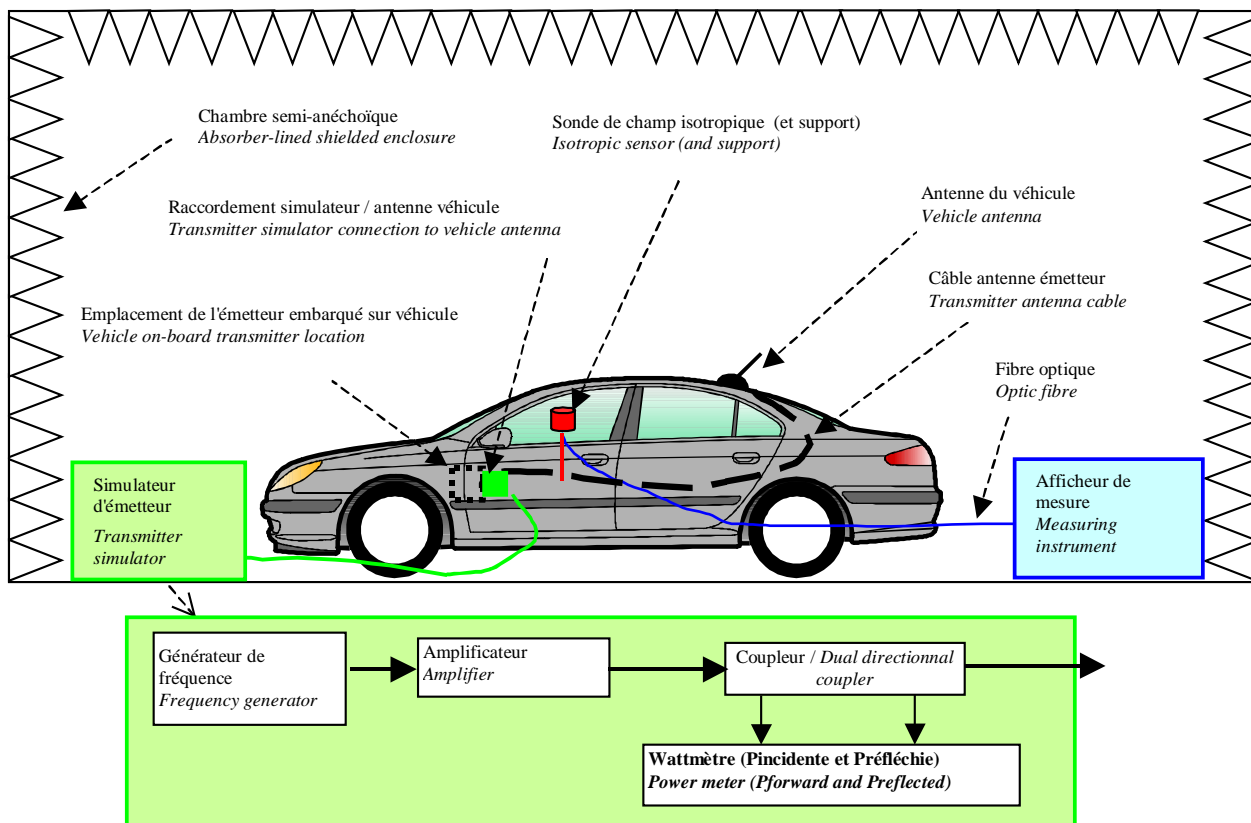 Chambre semi-anéchoïque
Absorber-lined shielded enclosure
Sonde de champ isotropique (et support)
Isotropic sensor (and support)
Raccordement simulateur / antenne véhicule
Transmitter simulator connection to vehicle antenna
Antenne du véhicule
Vehicle antenna
Câble antenne émetteur
Transmitter antenna cable
Emplacement de l'émetteur embarqué sur véhicule
Vehicle on-board transmitter location
Fibre optique
Optic fibre
Simulateur
d'émetteur
Transmitter
simulator
Afficheur de
mesure
Measuring
instrument
Générateur de
fréquence
Frequency generator
Amplificateur
Amplifier
Coupleur / Dual directionnal
coupler
Wattmètre (Pincidente et Préfléchie)
Power meter (Pforward and Preflected)